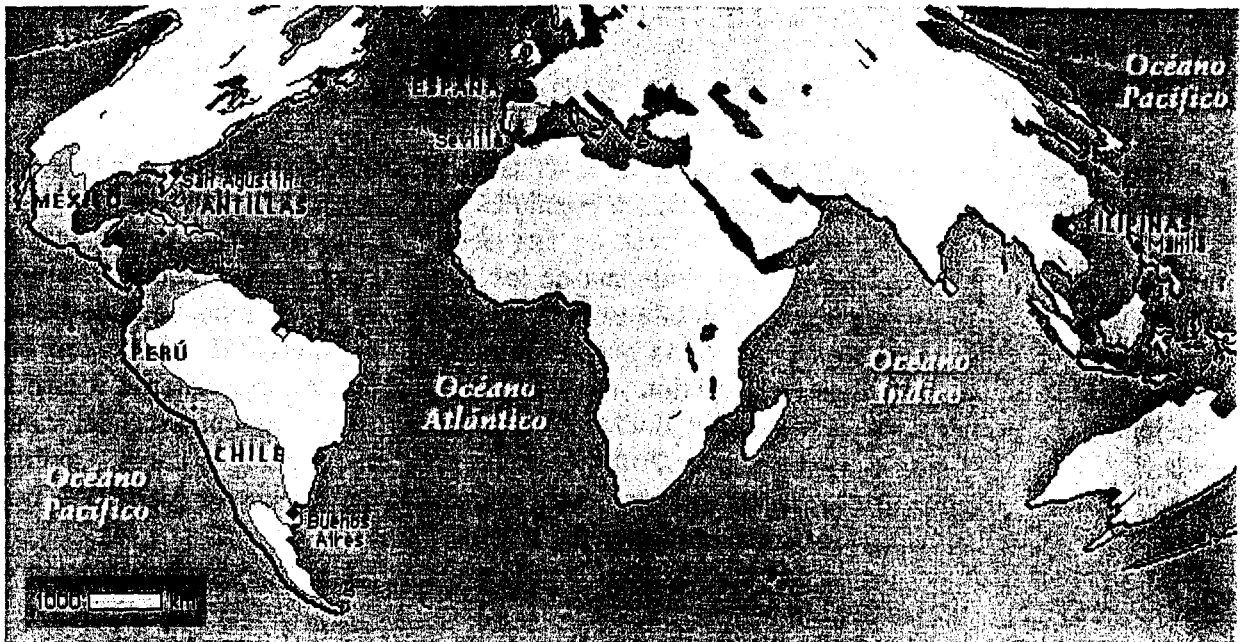 Océano
Pacífico
ESPAÑA
Sevilla
San Agustín
MÉXICO
ANTILLAS
FILIPINAS
Manila
PERÚ
Océano
Atlántico
Océano
Índico
CHILE
Océano
Pacífico
Buenos
Aires
1000 km